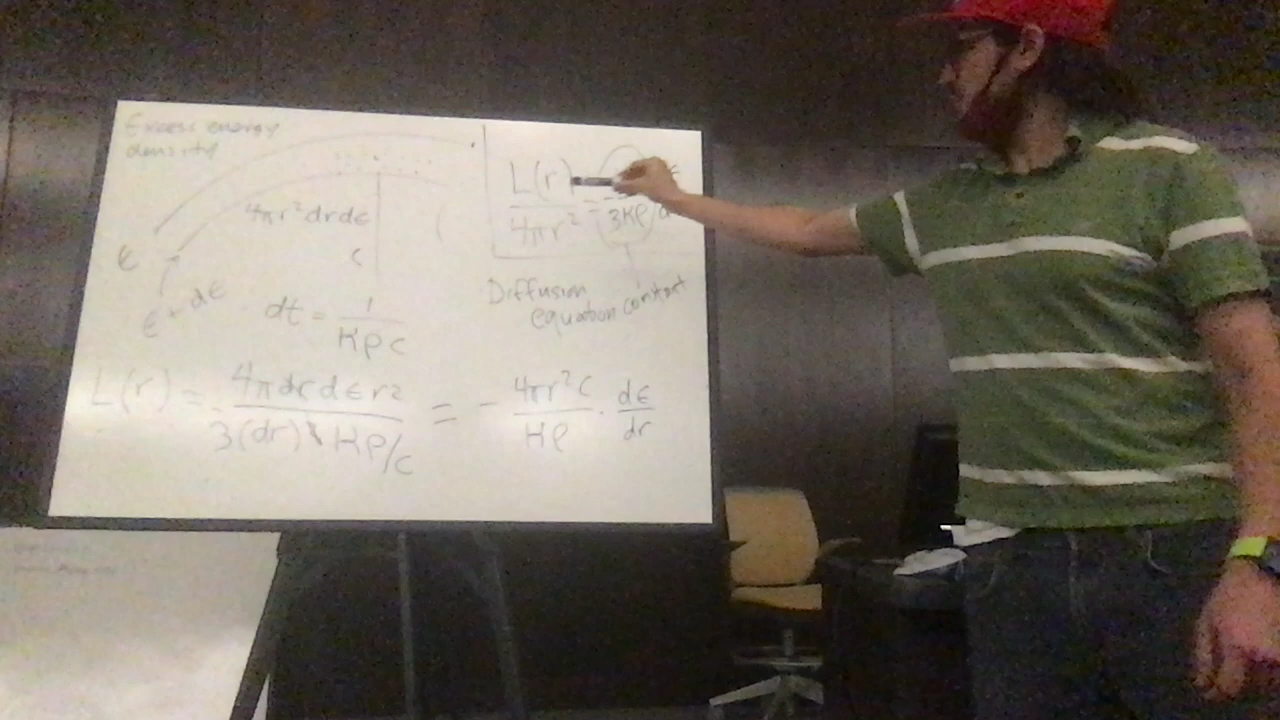 Excess energy
density
4πr²drdε
c
ε
ε + dε
dt = 1/κρc
L(r) = 4πdrdεr²/3(dr) κρ/c = - 4πr²c/κρ · dε/dr
L(r)/4πr² = - /3κρ
Diffusion
equation constant